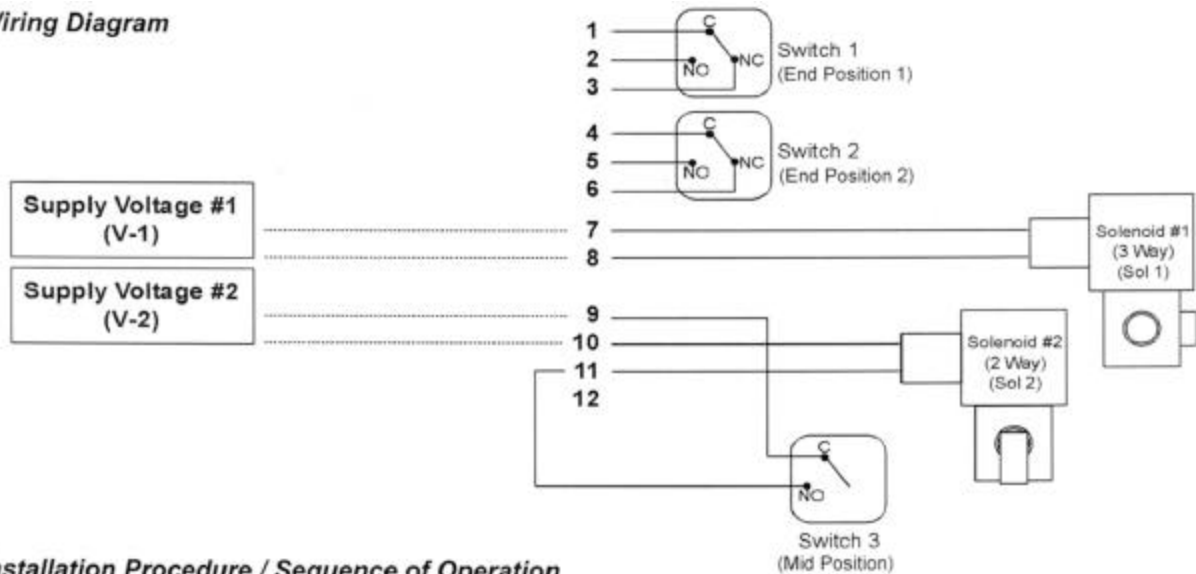 Wiring Diagram
1
2
3
C
NO
NC
Switch 1
(End Position 1)
4
5
6
C
NO
NC
Switch 2
(End Position 2)
Supply Voltage #1
(V-1)
7
8
Solenoid #1
(3 Way)
(Sol 1)
Supply Voltage #2
(V-2)
9
10
11
12
Solenoid #2
(2 Way)
(Sol 2)
C
NO
Switch 3
(Mid Position)
nstallation Procedure / Sequence of Operation